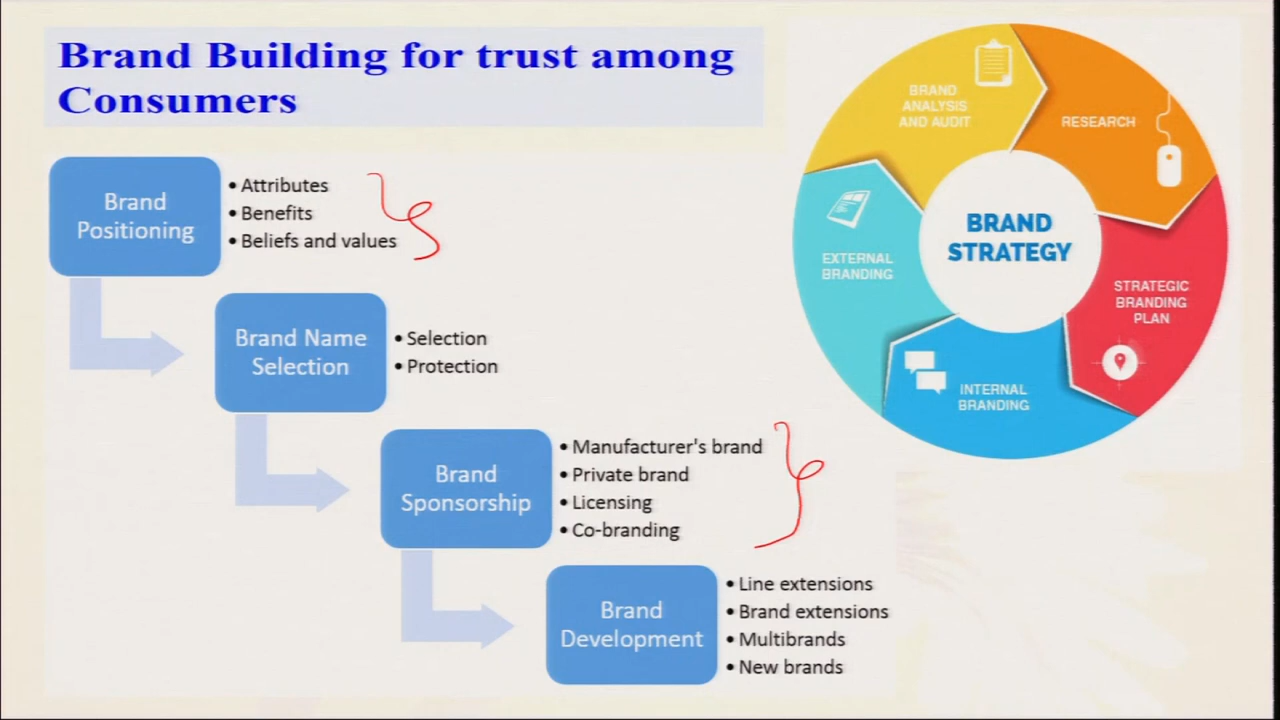 Brand Building for trust among
Consumers
Brand
Positioning
• Attributes
• Benefits
• Beliefs and values
Brand Name
Selection
• Selection
• Protection
Brand
Sponsorship
• Manufacturer's brand
• Private brand
• Licensing
• Co-branding
Brand
Development
• Line extensions
• Brand extensions
• Multibrands
• New brands
BRAND
STRATEGY
BRAND
ANALYSIS
AND AUDIT
RESEARCH
STRATEGIC
BRANDING
PLAN
INTERNAL
BRANDING
EXTERNAL
BRANDING